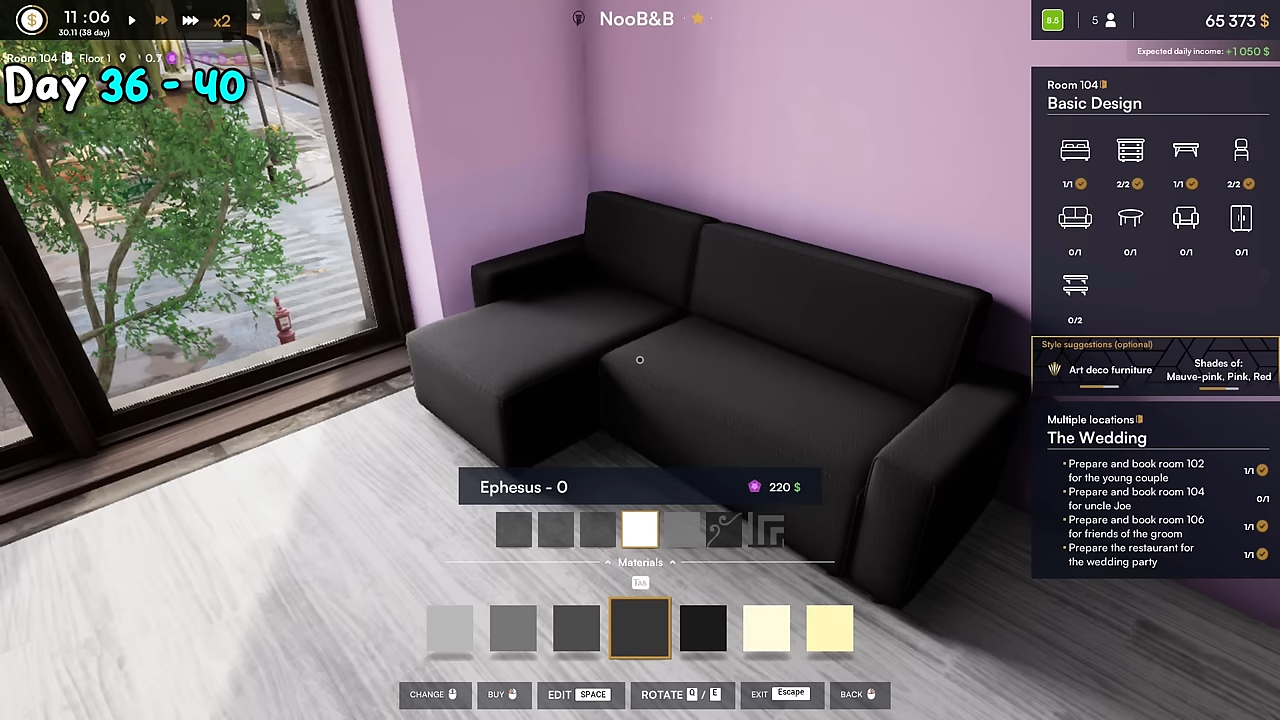 11 :06
30.11 (38 day)
x2
NooB&B
8.5
5
65 373 $
Expected daily income: +1 050 $
Room 104
Floor 1
0.7
Day 36 - 40
Room 104
Basic Design
1/1
2/2
1/1
2/2
0/1
0/1
0/1
0/1
0/2
Style suggestions (optional)
Art deco furniture
Shades of:
Mauve-pink, Pink, Red
Multiple locations
The Wedding
Prepare and book room 102
for the young couple
1/1
Prepare and book room 104
for uncle Joe
0/1
Prepare and book room 106
for friends of the groom
1/1
Prepare the restaurant for
the wedding party
1/1
Ephesus - 0
220 $
Materials
TAB
CHANGE
BUY
EDIT SPACE
ROTATE Q / E
EXIT Escape
BACK